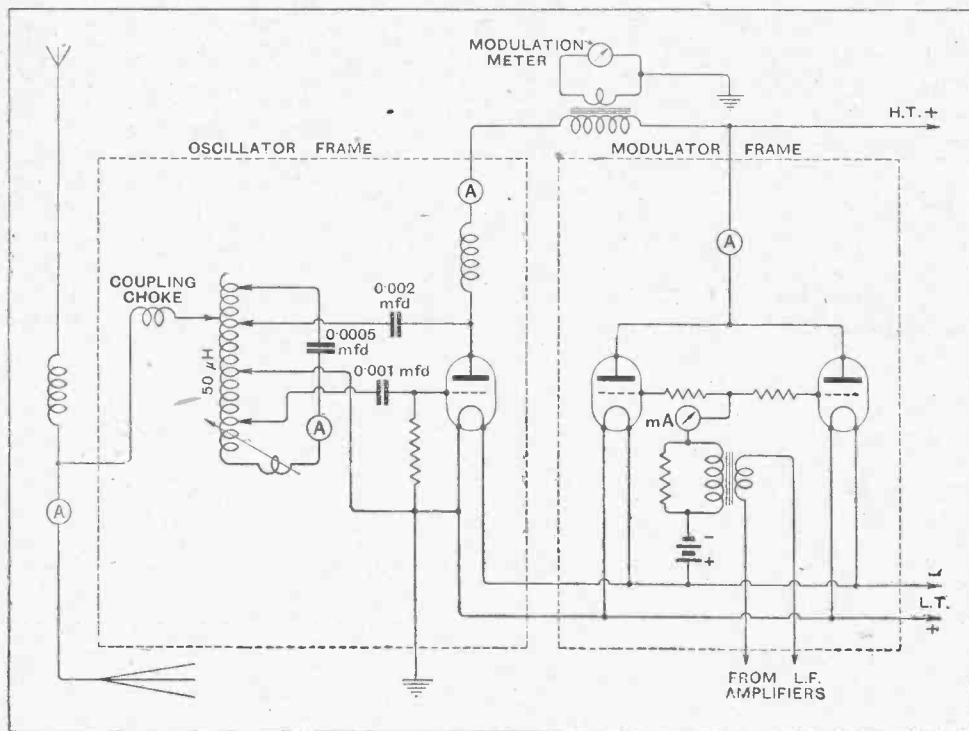 MODULATION
METER
H.T. +
OSCILLATOR FRAME
MODULATOR FRAME
A
A
COUPLING
CHOKE
0·002
mfd
0·0005
mfd
50 μH
0·001 mfd
mA
A
A
-
+
L.T.
+
FROM L.F.
AMPLIFIERS